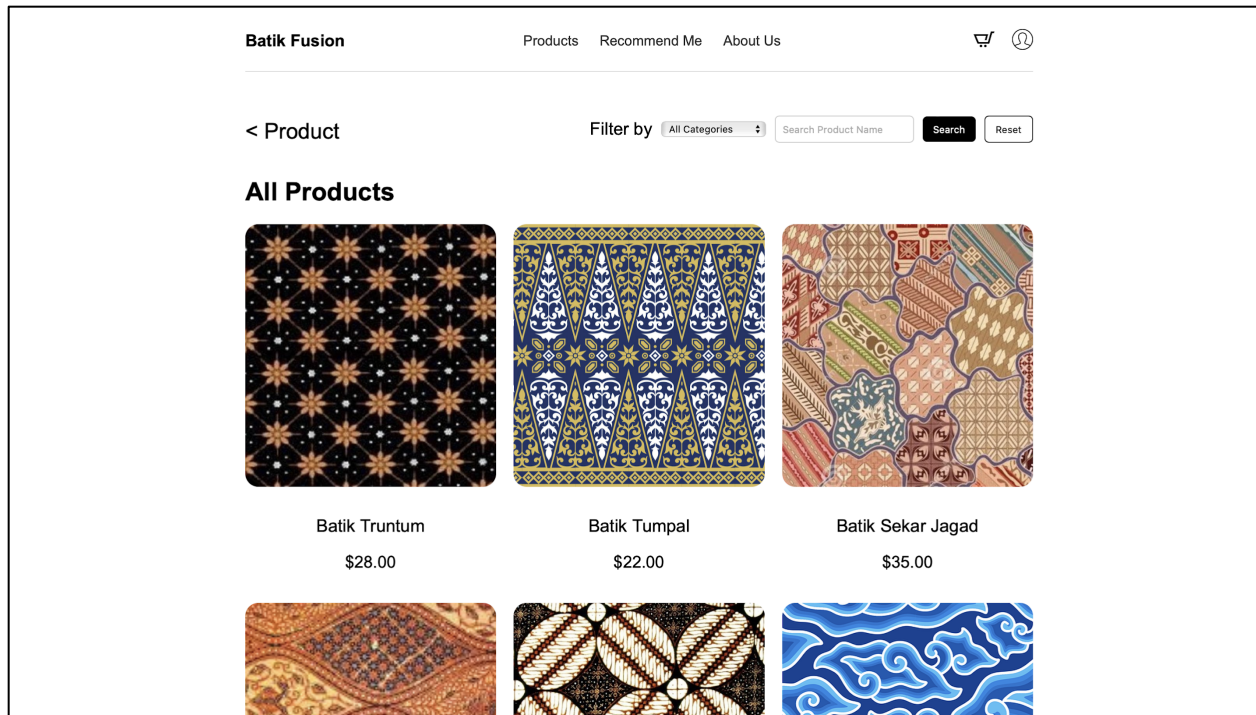 Batik Fusion Products Recommend Me About Us
< Product Filter by All Categories Search Product Name Search Reset
All Products
Batik Truntum Batik Tumpal Batik Sekar Jagad
$28.00 $22.00 $35.00